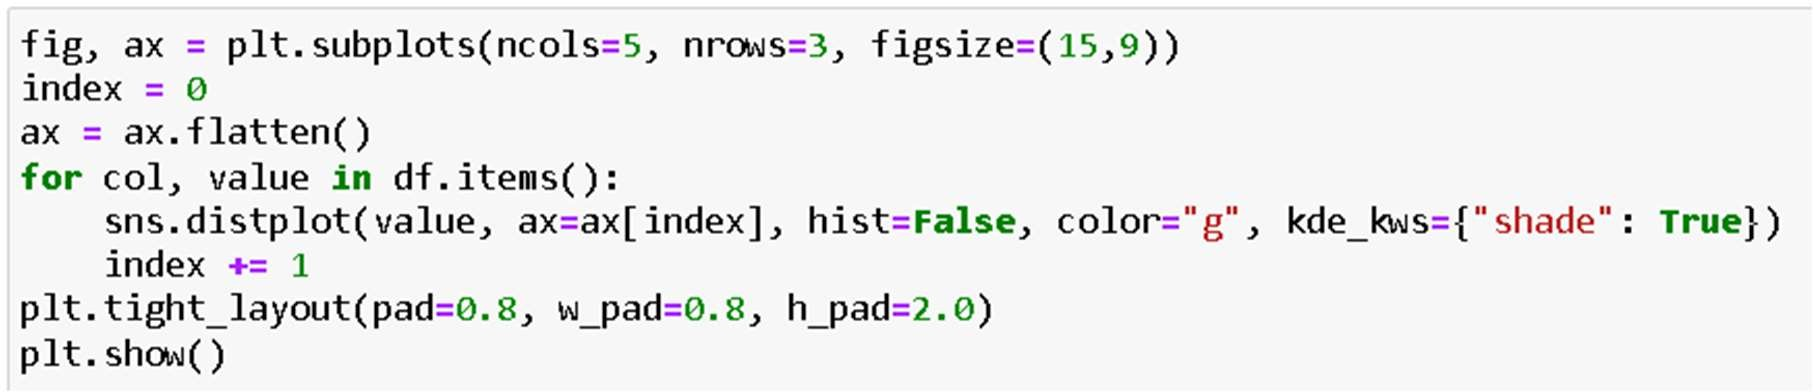 fig, ax = plt.subplots(ncols=5, nrows=3, figsize=(15,9))
index = 0
ax = ax.flatten()
for col, value in df.items():
    sns.distplot(value, ax=ax[index], hist=False, color="g", kde_kws={"shade": True})
    index += 1
plt.tight_layout(pad=0.8, w_pad=0.8, h_pad=2.0)
plt.show()